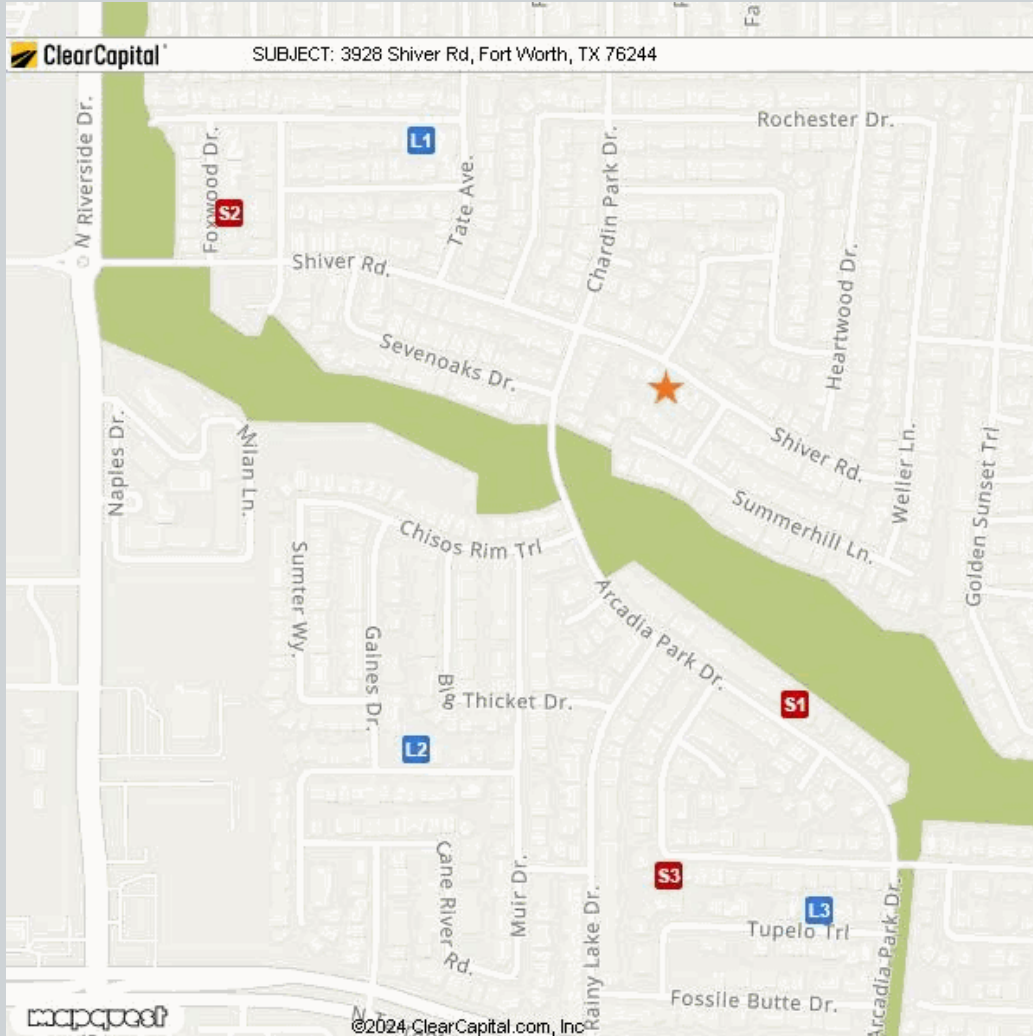 Fa
ClearCapital
SUBJECT: 3928 Shiver Rd, Fort Worth, TX 76244
N Riverside Dr.
Foxwood Dr.
L1
Tate Ave.
Chardin Park Dr.
Rochester Dr.
S2
Shiver Rd.
Heartwood Dr.
Sevenoaks Dr.
Naples Dr.
Milan Ln.
Shiver Rd.
Weller Ln.
Golden Sunset Trl
Summerhill Ln.
Chisos Rim Trl
Sumter Wy.
Gaines Dr.
Arcadia Park Dr.
Big Thicket Dr.
S1
L2
Cane River Rd.
Muir Dr.
S3
Rainy Lake Dr.
L3
Tupelo Trl
Arcadia Park Dr.
Fossile Butte Dr.
mapquest
©2024 ClearCapital.com, Inc